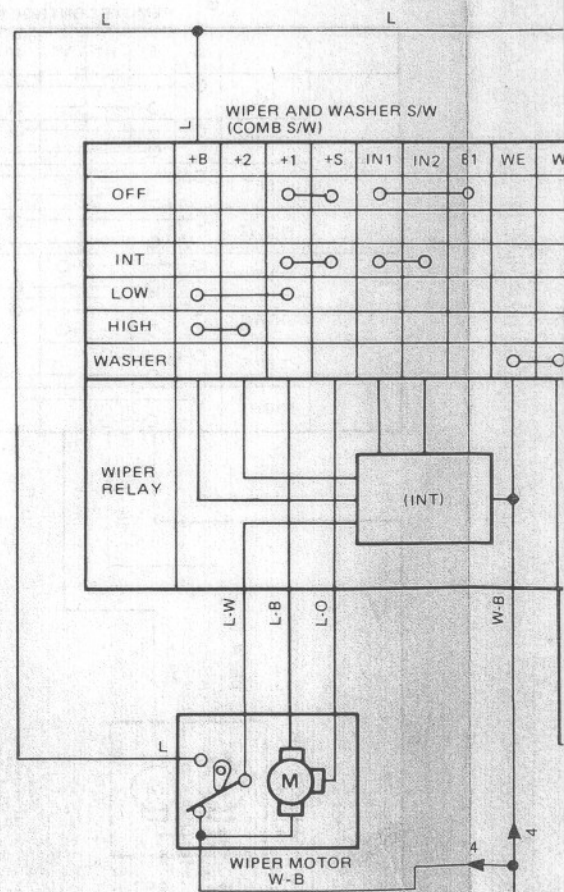 L
L
L
WIPER AND WASHER S/W
(COMB S/W)
+B +2 +1 +S IN1 IN2 B1 WE W
OFF
INT
LOW
HIGH
WASHER
WIPER
RELAY
(INT)
L-W L-B L-O W-B
L
M
WIPER MOTOR
W-B
4
4